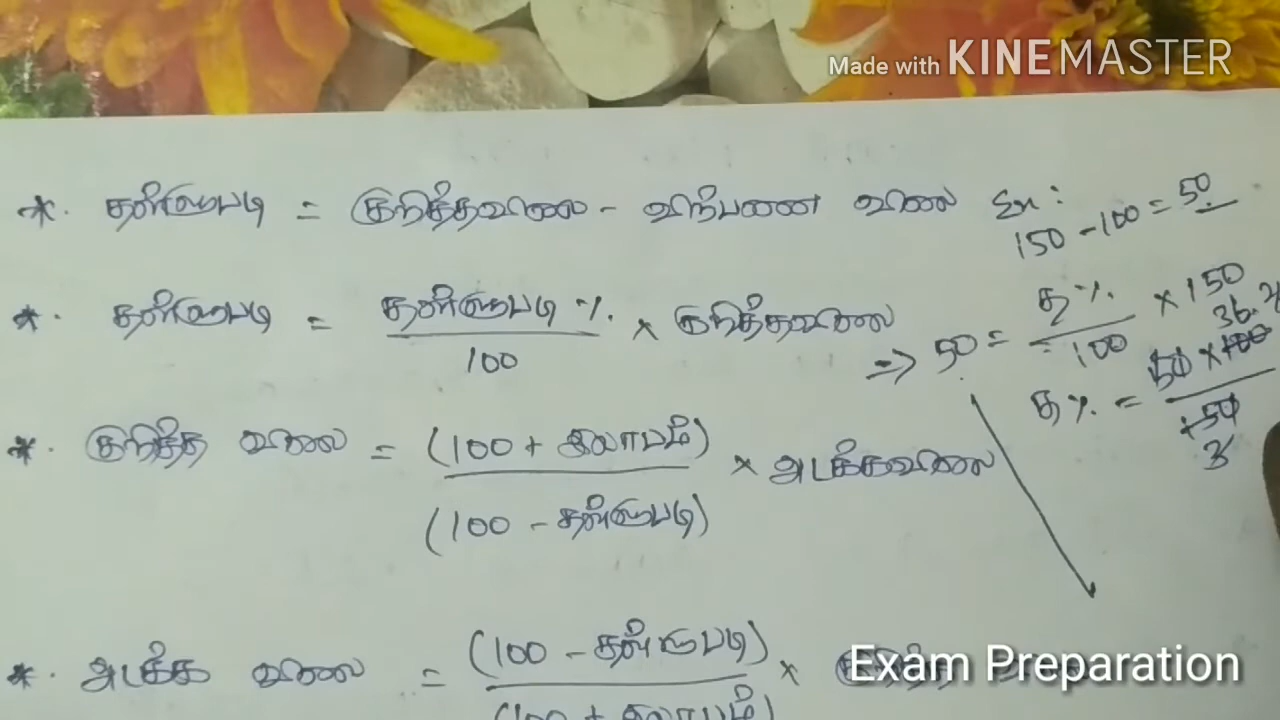 Made with KINEMASTER
*. தள்ளுபடி = குறித்தவிலை - விற்பனை விலை Ex:
150 - 100 = 50
*. தள்ளுபடி = தள்ளுபடி % / 100 × குறித்தவிலை
=> 50 = த% / 100 × 150
த% = 50 × 100 / 150
3
*. குறித்த விலை = (100 + இலாபம்) / (100 - தள்ளுபடி) × அடக்கவிலை
*. அடக்க விலை = (100 - தள்ளுபடி) / (100 + இலாபம்) × குறித்த
Exam Preparation